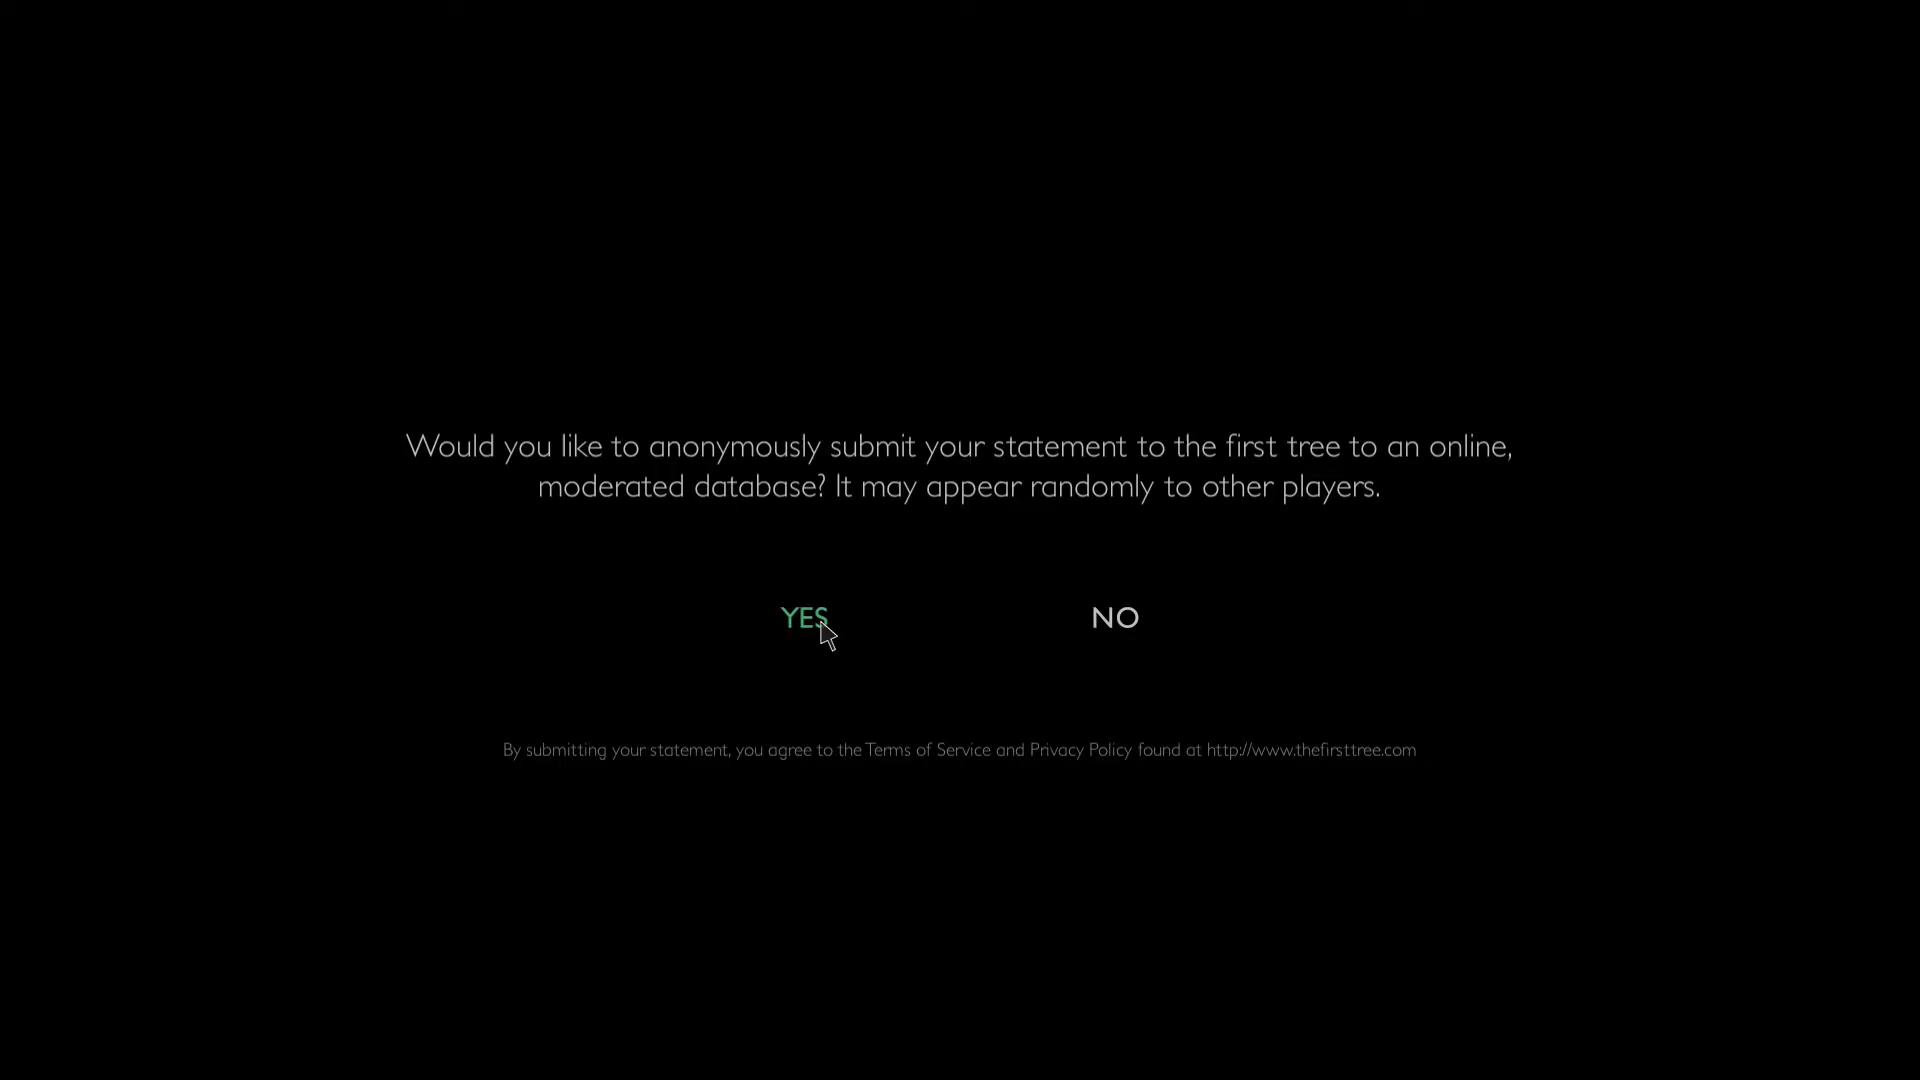 Would you like to anonymously submit your statement to the first tree to an online,
moderated database? It may appear randomly to other players.
YES NO
By submitting your statement, you agree to the Terms of Service and Privacy Policy found at http://www.thefirsttree.com